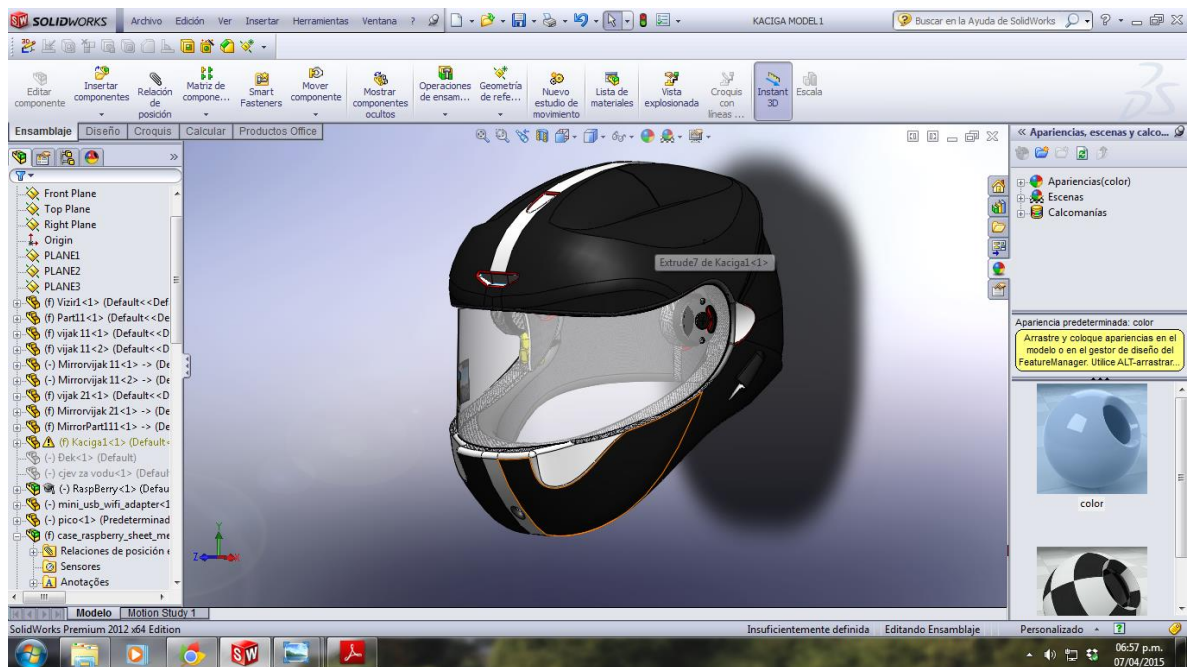 SOLIDWORKS Archivo Edición Ver Insertar Herramientas Ventana ? KACIGA MODEL 1 Buscar en la Ayuda de SolidWorks
Editar componente
Insertar componentes
Relación de posición
Matriz de compone...
Smart Fasteners
Mover componente
Mostrar componentes ocultos
Operaciones de ensam...
Geometría de refe...
Nuevo estudio de movimiento
Lista de materiales
Vista explosionada
Croquis con líneas ...
Instant 3D
Escala
Ensamblaje Diseño Croquis Calcular Productos Office
Front Plane
Top Plane
Right Plane
Origin
PLANE1
PLANE2
PLANE3
(f) Vizir1<1> (Default<<Def
(f) Part11<1> (Default<<De
(f) vijak 11<1> (Default<<D
(f) vijak 11<2> (Default<<D
(-) Mirrorvijak 11<1> -> (De
(-) Mirrorvijak 11<2> -> (De
(f) vijak 21<1> (Default<<D
(f) Mirrorvijak 21<1> -> (De
(f) MirrorPart111<1> -> (De
(f) Kaciga1<1> (Default<
(-) Đek<1> (Default)
(-) cjev za vodu<1> (Defaul
(-) RaspBerry<1> (Defau
(-) mini_usb_wifi_adapter<1
(-) pico<1> (Predeterminad
(f) case_raspberry_sheet_me
Relaciones de posición e
Sensores
Anotações
Extrude7 de Kaciga1<1>
Y
Z
X
Apariencias, escenas y calco...
Apariencias(color)
Escenas
Calcomanías
Apariencia predeterminada: color
Arrastre y coloque apariencias en el
modelo o en el gestor de diseño del
FeatureManager. Utilice ALT-arrastrar...
color
Modelo Motion Study 1
SolidWorks Premium 2012 x64 Edition Insuficientemente definida Editando Ensamblaje Personalizado
06:57 p.m.
07/04/2015